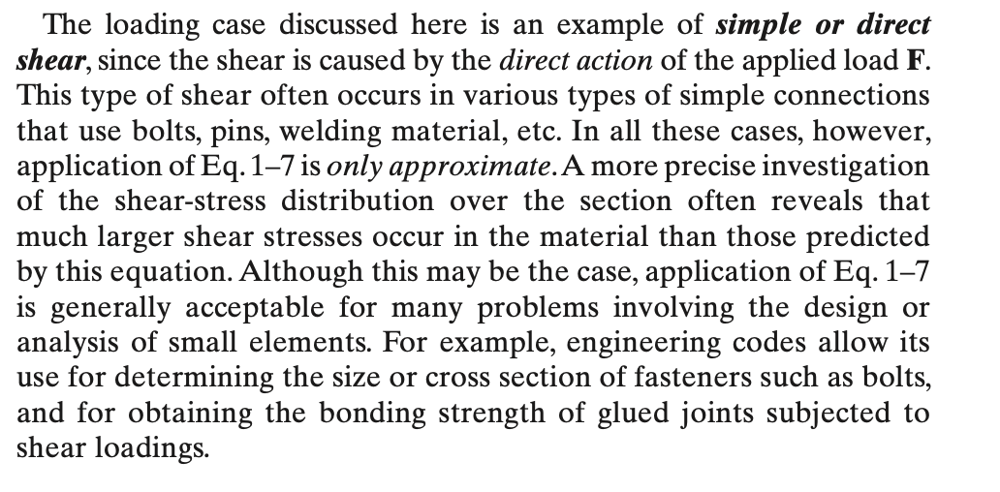 The loading case discussed here is an example of simple or direct
shear, since the shear is caused by the direct action of the applied load F.
This type of shear often occurs in various types of simple connections
that use bolts, pins, welding material, etc. In all these cases, however,
application of Eq. 1–7 is only approximate. A more precise investigation
of the shear-stress distribution over the section often reveals that
much larger shear stresses occur in the material than those predicted
by this equation. Although this may be the case, application of Eq. 1–7
is generally acceptable for many problems involving the design or
analysis of small elements. For example, engineering codes allow its
use for determining the size or cross section of fasteners such as bolts,
and for obtaining the bonding strength of glued joints subjected to
shear loadings.